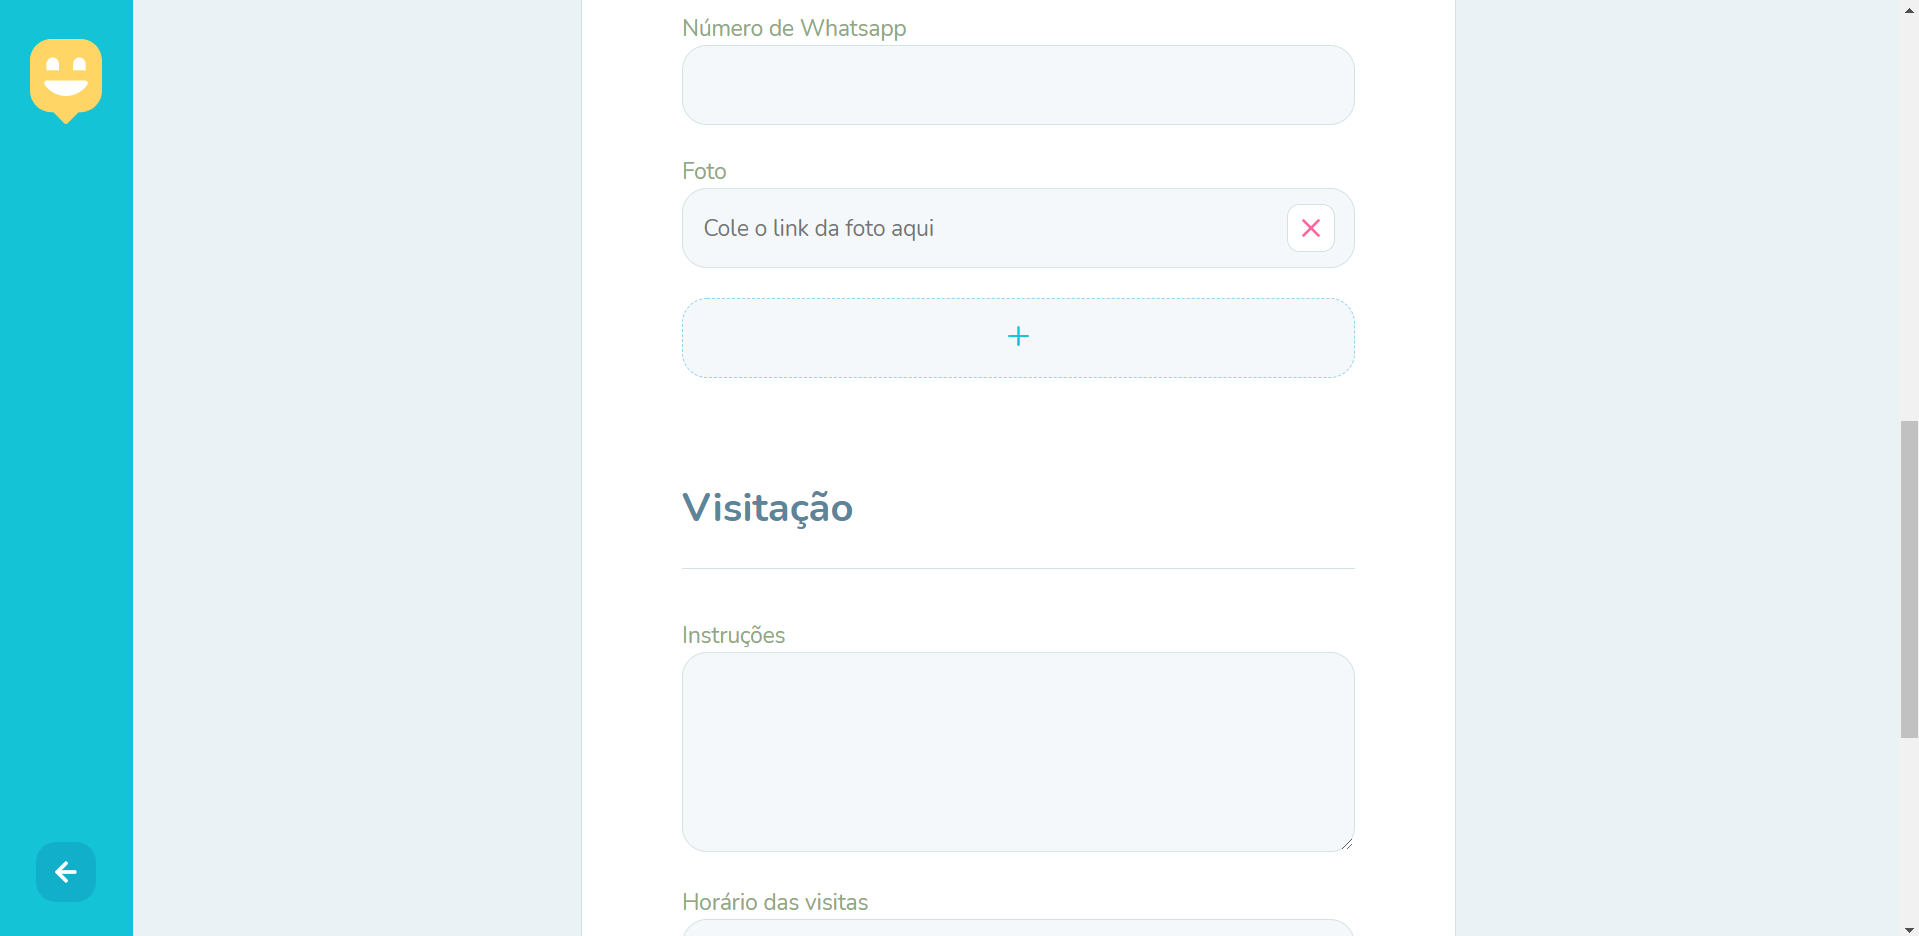 Número de Whatsapp
Foto
Cole o link da foto aqui
Visitação
Instruções
Horário das visitas